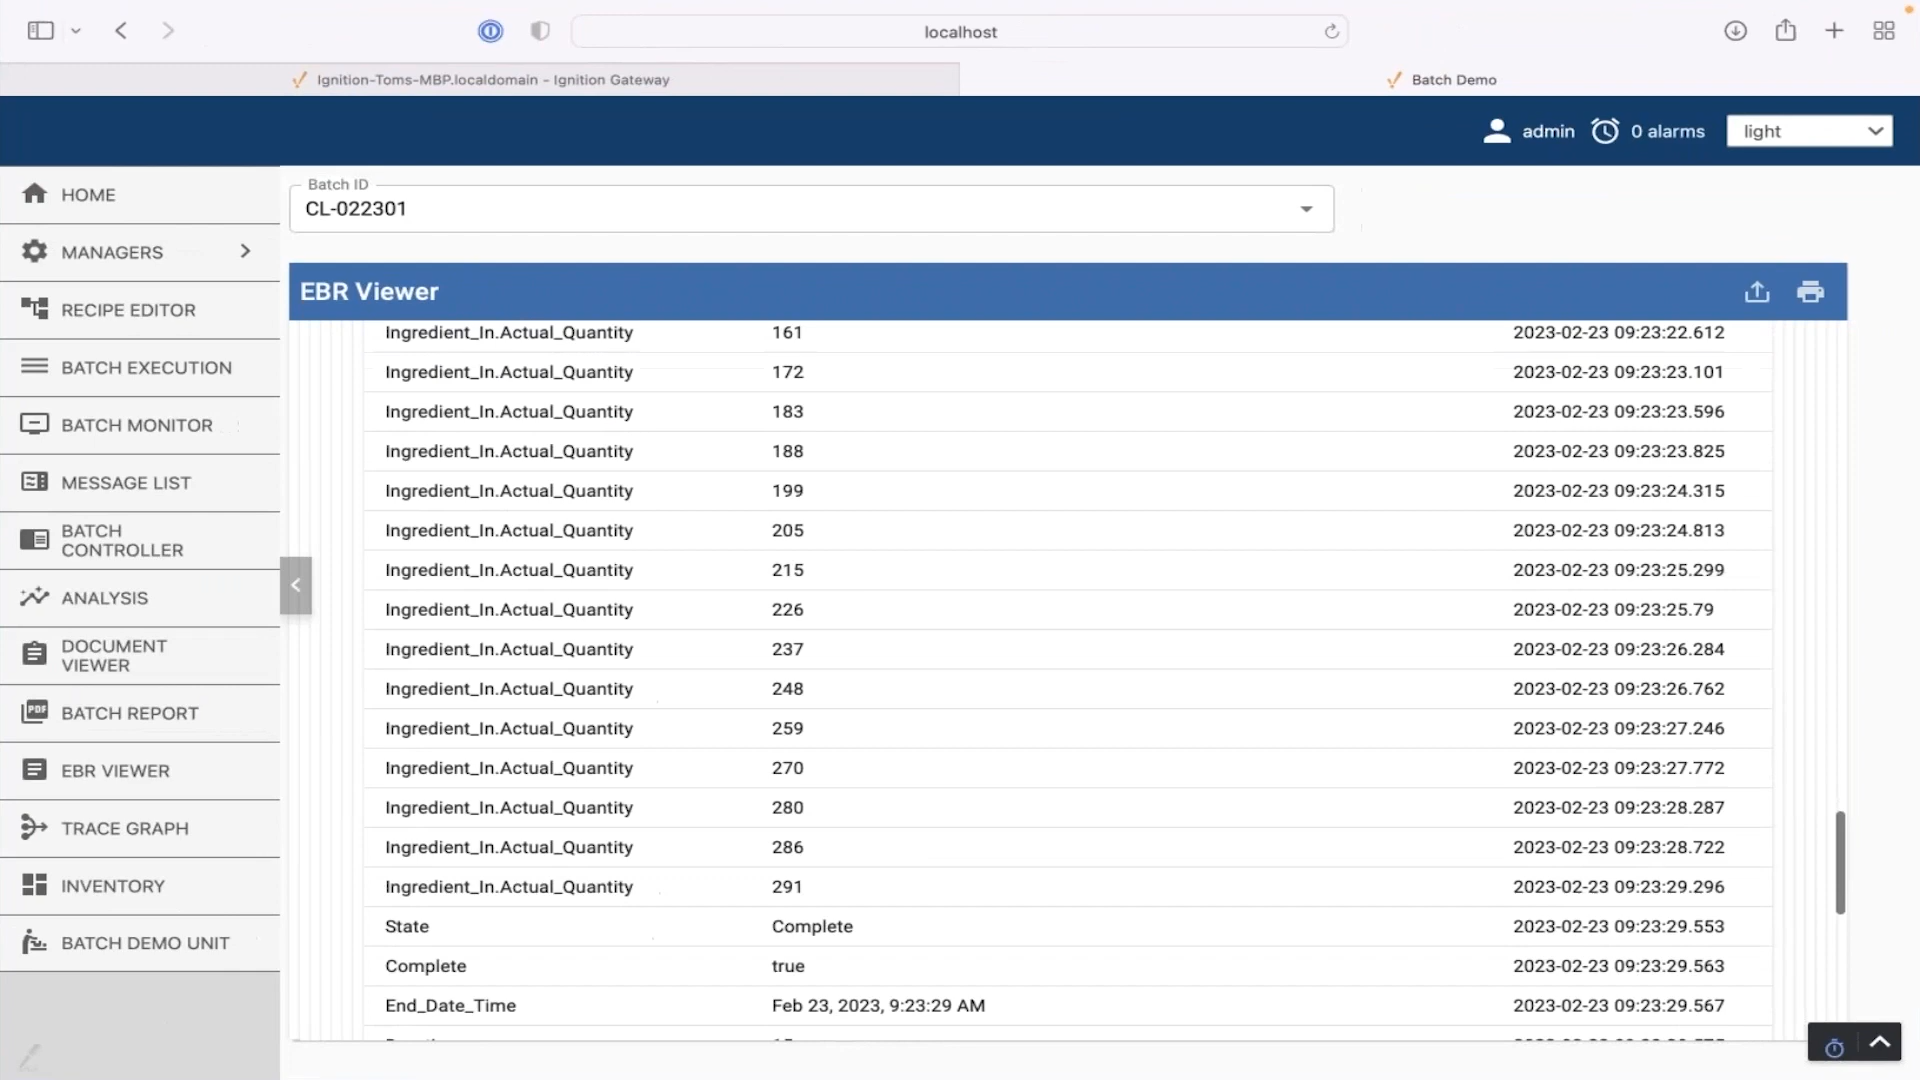 localhost
Ignition-Toms-MBP.localdomain - Ignition Gateway
Batch Demo
admin
0 alarms
light
HOME
MANAGERS
RECIPE EDITOR
BATCH EXECUTION
BATCH MONITOR
MESSAGE LIST
BATCH
CONTROLLER
ANALYSIS
DOCUMENT
VIEWER
BATCH REPORT
EBR VIEWER
TRACE GRAPH
INVENTORY
BATCH DEMO UNIT
Batch ID
CL-022301
EBR Viewer
Ingredient_In.Actual_Quantity 161 2023-02-23 09:23:22.612
Ingredient_In.Actual_Quantity 172 2023-02-23 09:23:23.101
Ingredient_In.Actual_Quantity 183 2023-02-23 09:23:23.596
Ingredient_In.Actual_Quantity 188 2023-02-23 09:23:23.825
Ingredient_In.Actual_Quantity 199 2023-02-23 09:23:24.315
Ingredient_In.Actual_Quantity 205 2023-02-23 09:23:24.813
Ingredient_In.Actual_Quantity 215 2023-02-23 09:23:25.299
Ingredient_In.Actual_Quantity 226 2023-02-23 09:23:25.79
Ingredient_In.Actual_Quantity 237 2023-02-23 09:23:26.284
Ingredient_In.Actual_Quantity 248 2023-02-23 09:23:26.762
Ingredient_In.Actual_Quantity 259 2023-02-23 09:23:27.246
Ingredient_In.Actual_Quantity 270 2023-02-23 09:23:27.772
Ingredient_In.Actual_Quantity 280 2023-02-23 09:23:28.287
Ingredient_In.Actual_Quantity 286 2023-02-23 09:23:28.722
Ingredient_In.Actual_Quantity 291 2023-02-23 09:23:29.296
State Complete 2023-02-23 09:23:29.553
Complete true 2023-02-23 09:23:29.563
End_Date_Time Feb 23, 2023, 9:23:29 AM 2023-02-23 09:23:29.567